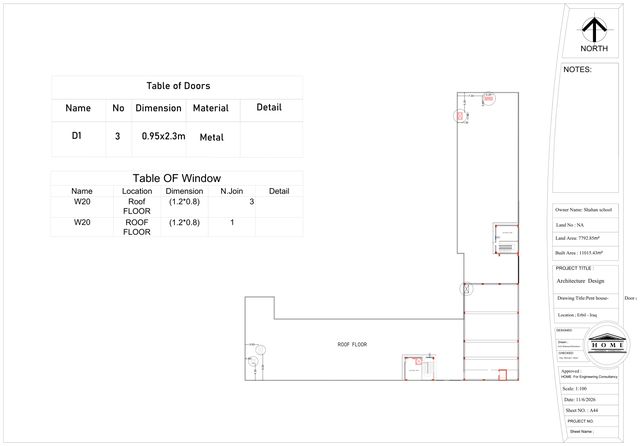 NORTH
NOTES:
Table of Doors
Name No Dimension Material Detail
D1 3 0.95x2.3m Metal
Table OF Window
Name Location Dimension N.Join Detail
W20 Roof FLOOR (1.2*0.8) 3
W20 ROOF FLOOR (1.2*0.8) 1
ROOF FLOOR
Owner Name: Shahan school
Land No : NA
Land Area: 7792.85m²
Built Area : 11015.43m²
PROJECT TITLE :
Architecture Design
Drawing Title:Pent house- Door
Location : Erbil - Iraq
DESIGNED
CHECKED
HOME
Approved :
HOME For Engineering Consultancy
Scale: 1:100
Date: 11/6/2026
Sheet NO. : A44
PROJECT NO.
Sheet Name :